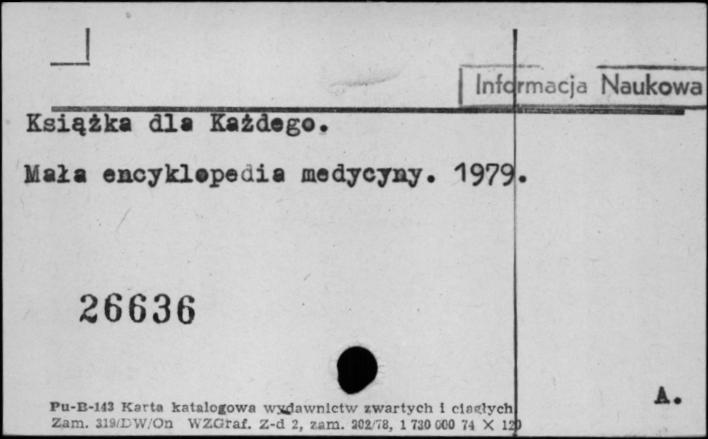 Informacja Naukowa
Książka dla Każdego.
Mała encyklopedia medycyny. 1979.
26636
A.
Pu-B-143 Karta katalogowa wydawnictw zwartych i ciągłych
Zam. 319/DW/On WZGraf. Z-d 2, zam. 202/78, 1 730 000 74 X 120